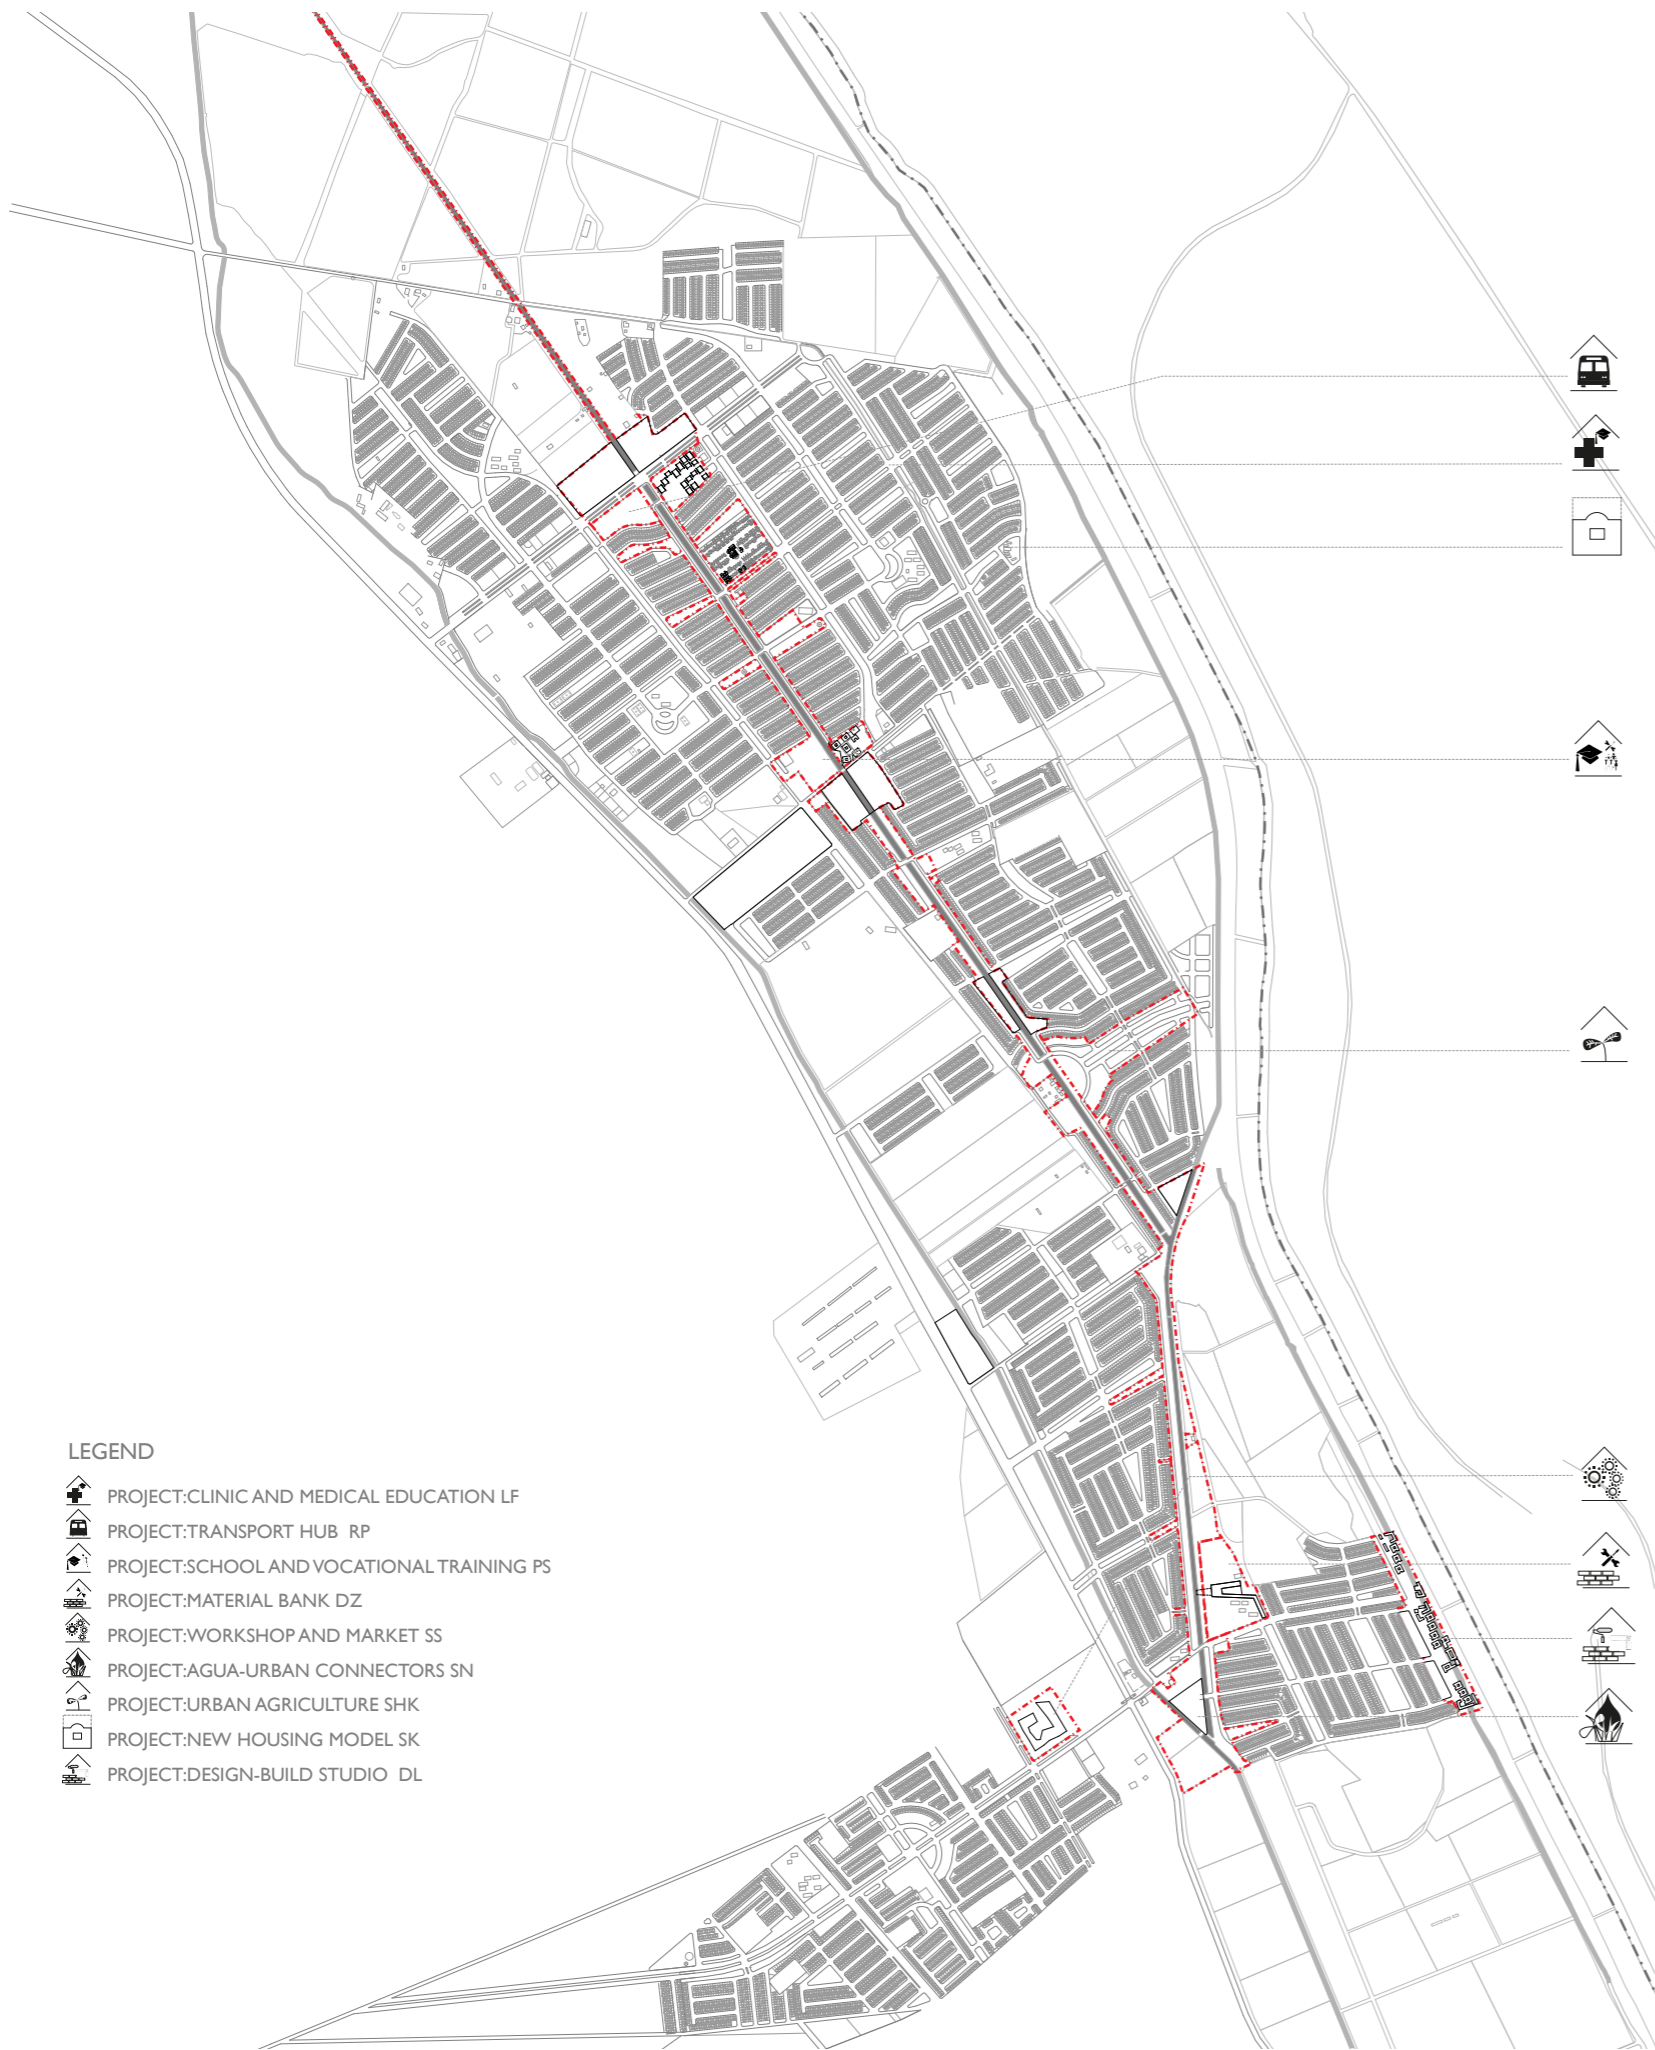 LEGEND
PROJECT:CLINIC AND MEDICAL EDUCATION LF
PROJECT:TRANSPORT HUB RP
PROJECT:SCHOOL AND VOCATIONAL TRAINING PS
PROJECT:MATERIAL BANK DZ
PROJECT:WORKSHOP AND MARKET SS
PROJECT:AGUA-URBAN CONNECTORS SN
PROJECT:URBAN AGRICULTURE SHK
PROJECT:NEW HOUSING MODEL SK
PROJECT:DESIGN-BUILD STUDIO DL